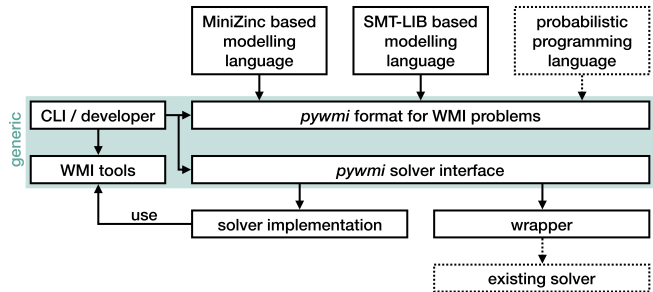 MiniZinc based
modelling
language
SMT-LIB based
modelling
language
probabilistic
programming
language
generic
CLI / developer
pywmi format for WMI problems
WMI tools
pywmi solver interface
use
solver implementation
wrapper
existing solver